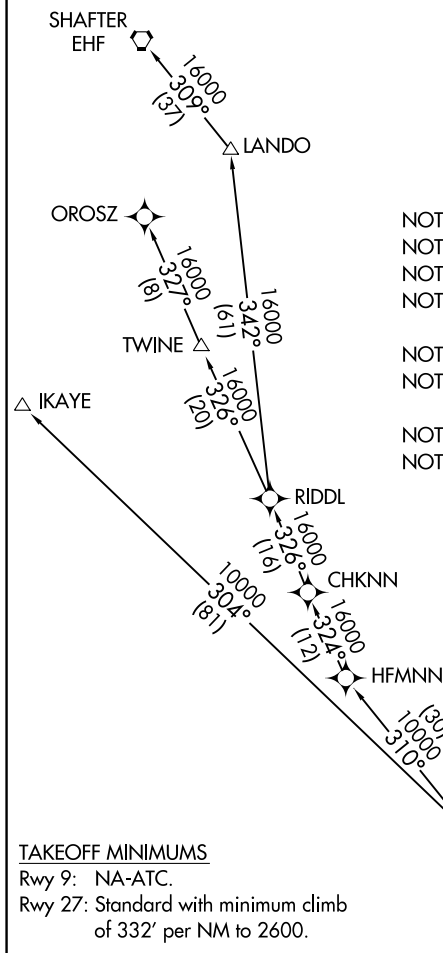 SHAFTER
EHF
16000
309°
(37)
LANDO
OROSZ
16000
327°
(8)
16000
342°
(61)
TWINE
16000
326°
(20)
IKAYE
RIDDL
16000
326°
(16)
CHKNN
10000
304°
(81)
16000
324°
(12)
HFMNN
(30)
10000
310°
NOT
NOT
NOT
NOT
NOT
NOT
NOT
NOT
TAKEOFF MINIMUMS
Rwy 9: NA-ATC.
Rwy 27: Standard with minimum climb
of 332' per NM to 2600.